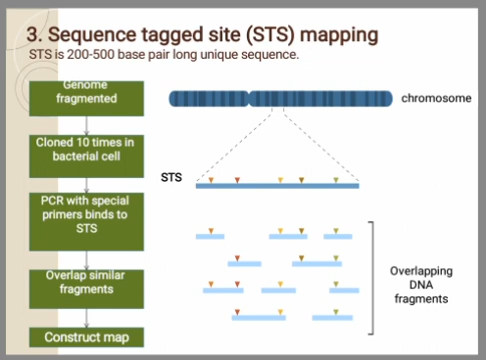 3. Sequence tagged site (STS) mapping
STS is 200-500 base pair long unique sequence.
Genome
fragmented
Cloned 10 times in
bacterial cell
PCR with special
primers binds to
STS
Overlap similar
fragments
Construct map
chromosome
STS
Overlapping
DNA
fragments